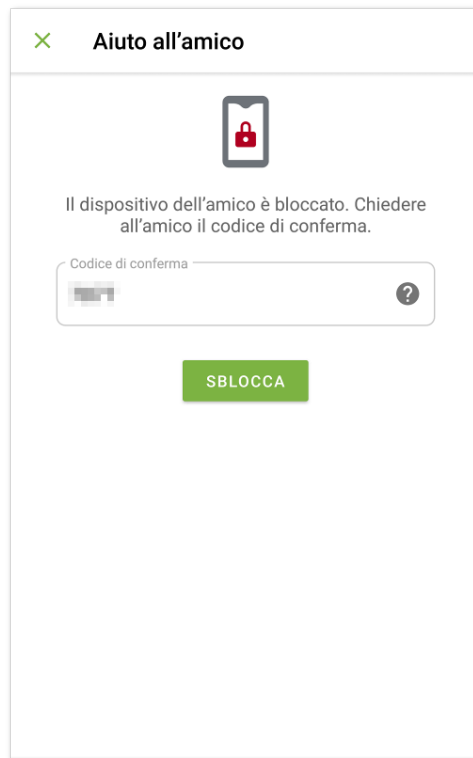 Aiuto all'amico
Il dispositivo dell'amico è bloccato. Chiedere
all'amico il codice di conferma.
Codice di conferma
SBLOCCA